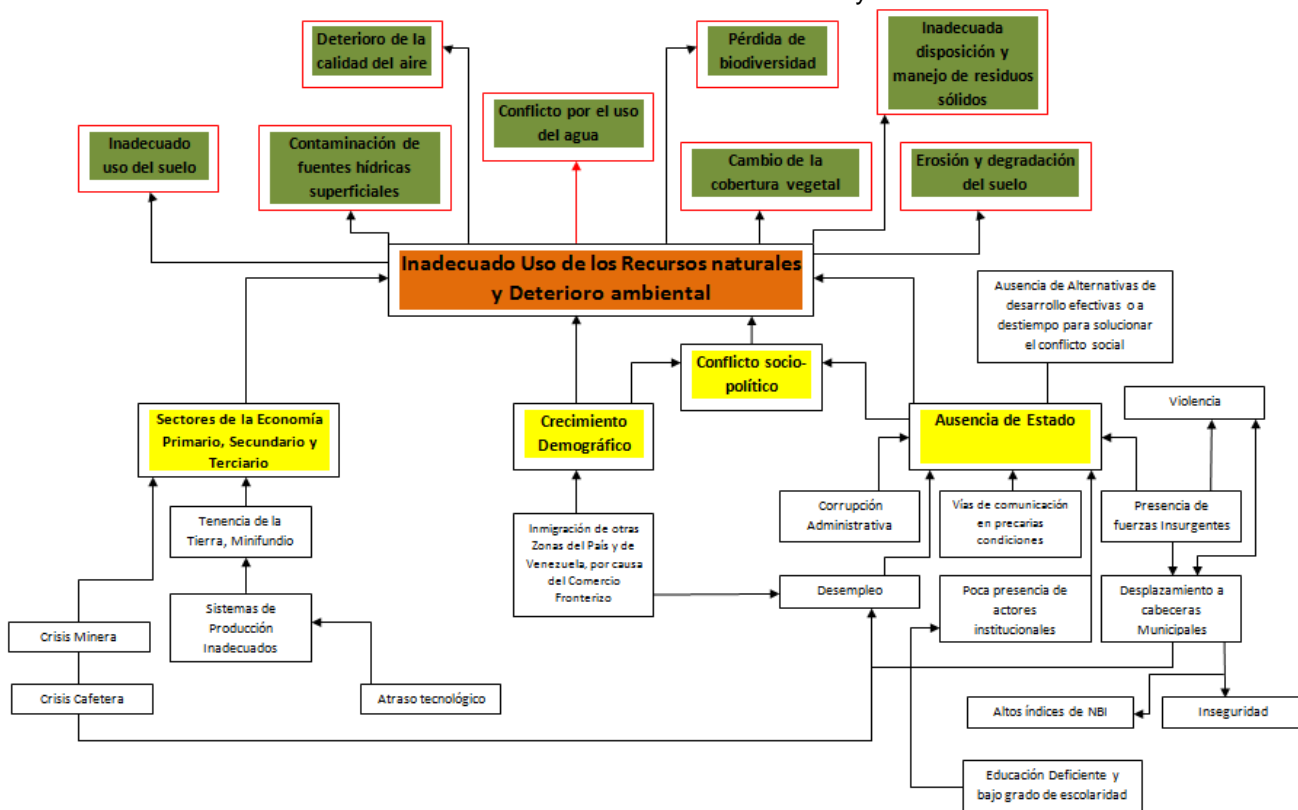 y
Deterioro de la
calidad del aire
Pérdida de
biodiversidad
Inadecuada
disposición y
manejo de residuos
sólidos
Conflicto por el uso
del agua
Inadecuado
uso del suelo
Contaminación de
fuentes hídricas
superficiales
Cambio de la
cobertura vegetal
Erosión y degradación
del suelo
Inadecuado Uso de los Recursos naturales
y Deterioro ambiental
Ausencia de Alternativas de
desarrollo efectivas o a
destiempo para solucionar
el conflicto social
Conflicto socio-
político
Violencia
Sectores de la Economía
Primario, Secundario y
Terciario
Crecimiento
Demográfico
Ausencia de Estado
Tenencia de la
Tierra, Minifundio
Inmigración de otras
Zonas del País y de
Venezuela, por causa
del Comercio
Fronterizo
Corrupción
Administrativa
Vías de comunicación
en precarias
condiciones
Presencia de
fuerzas Insurgentes
Desempleo
Poca presencia de
actores
institucionales
Desplazamiento a
cabeceras
Municipales
Sistemas de
Producción
Inadecuados
Crisis Minera
Crisis Cafetera
Atraso tecnológico
Altos índices de NBI
Inseguridad
Educación Deficiente y
bajo grado de escolaridad